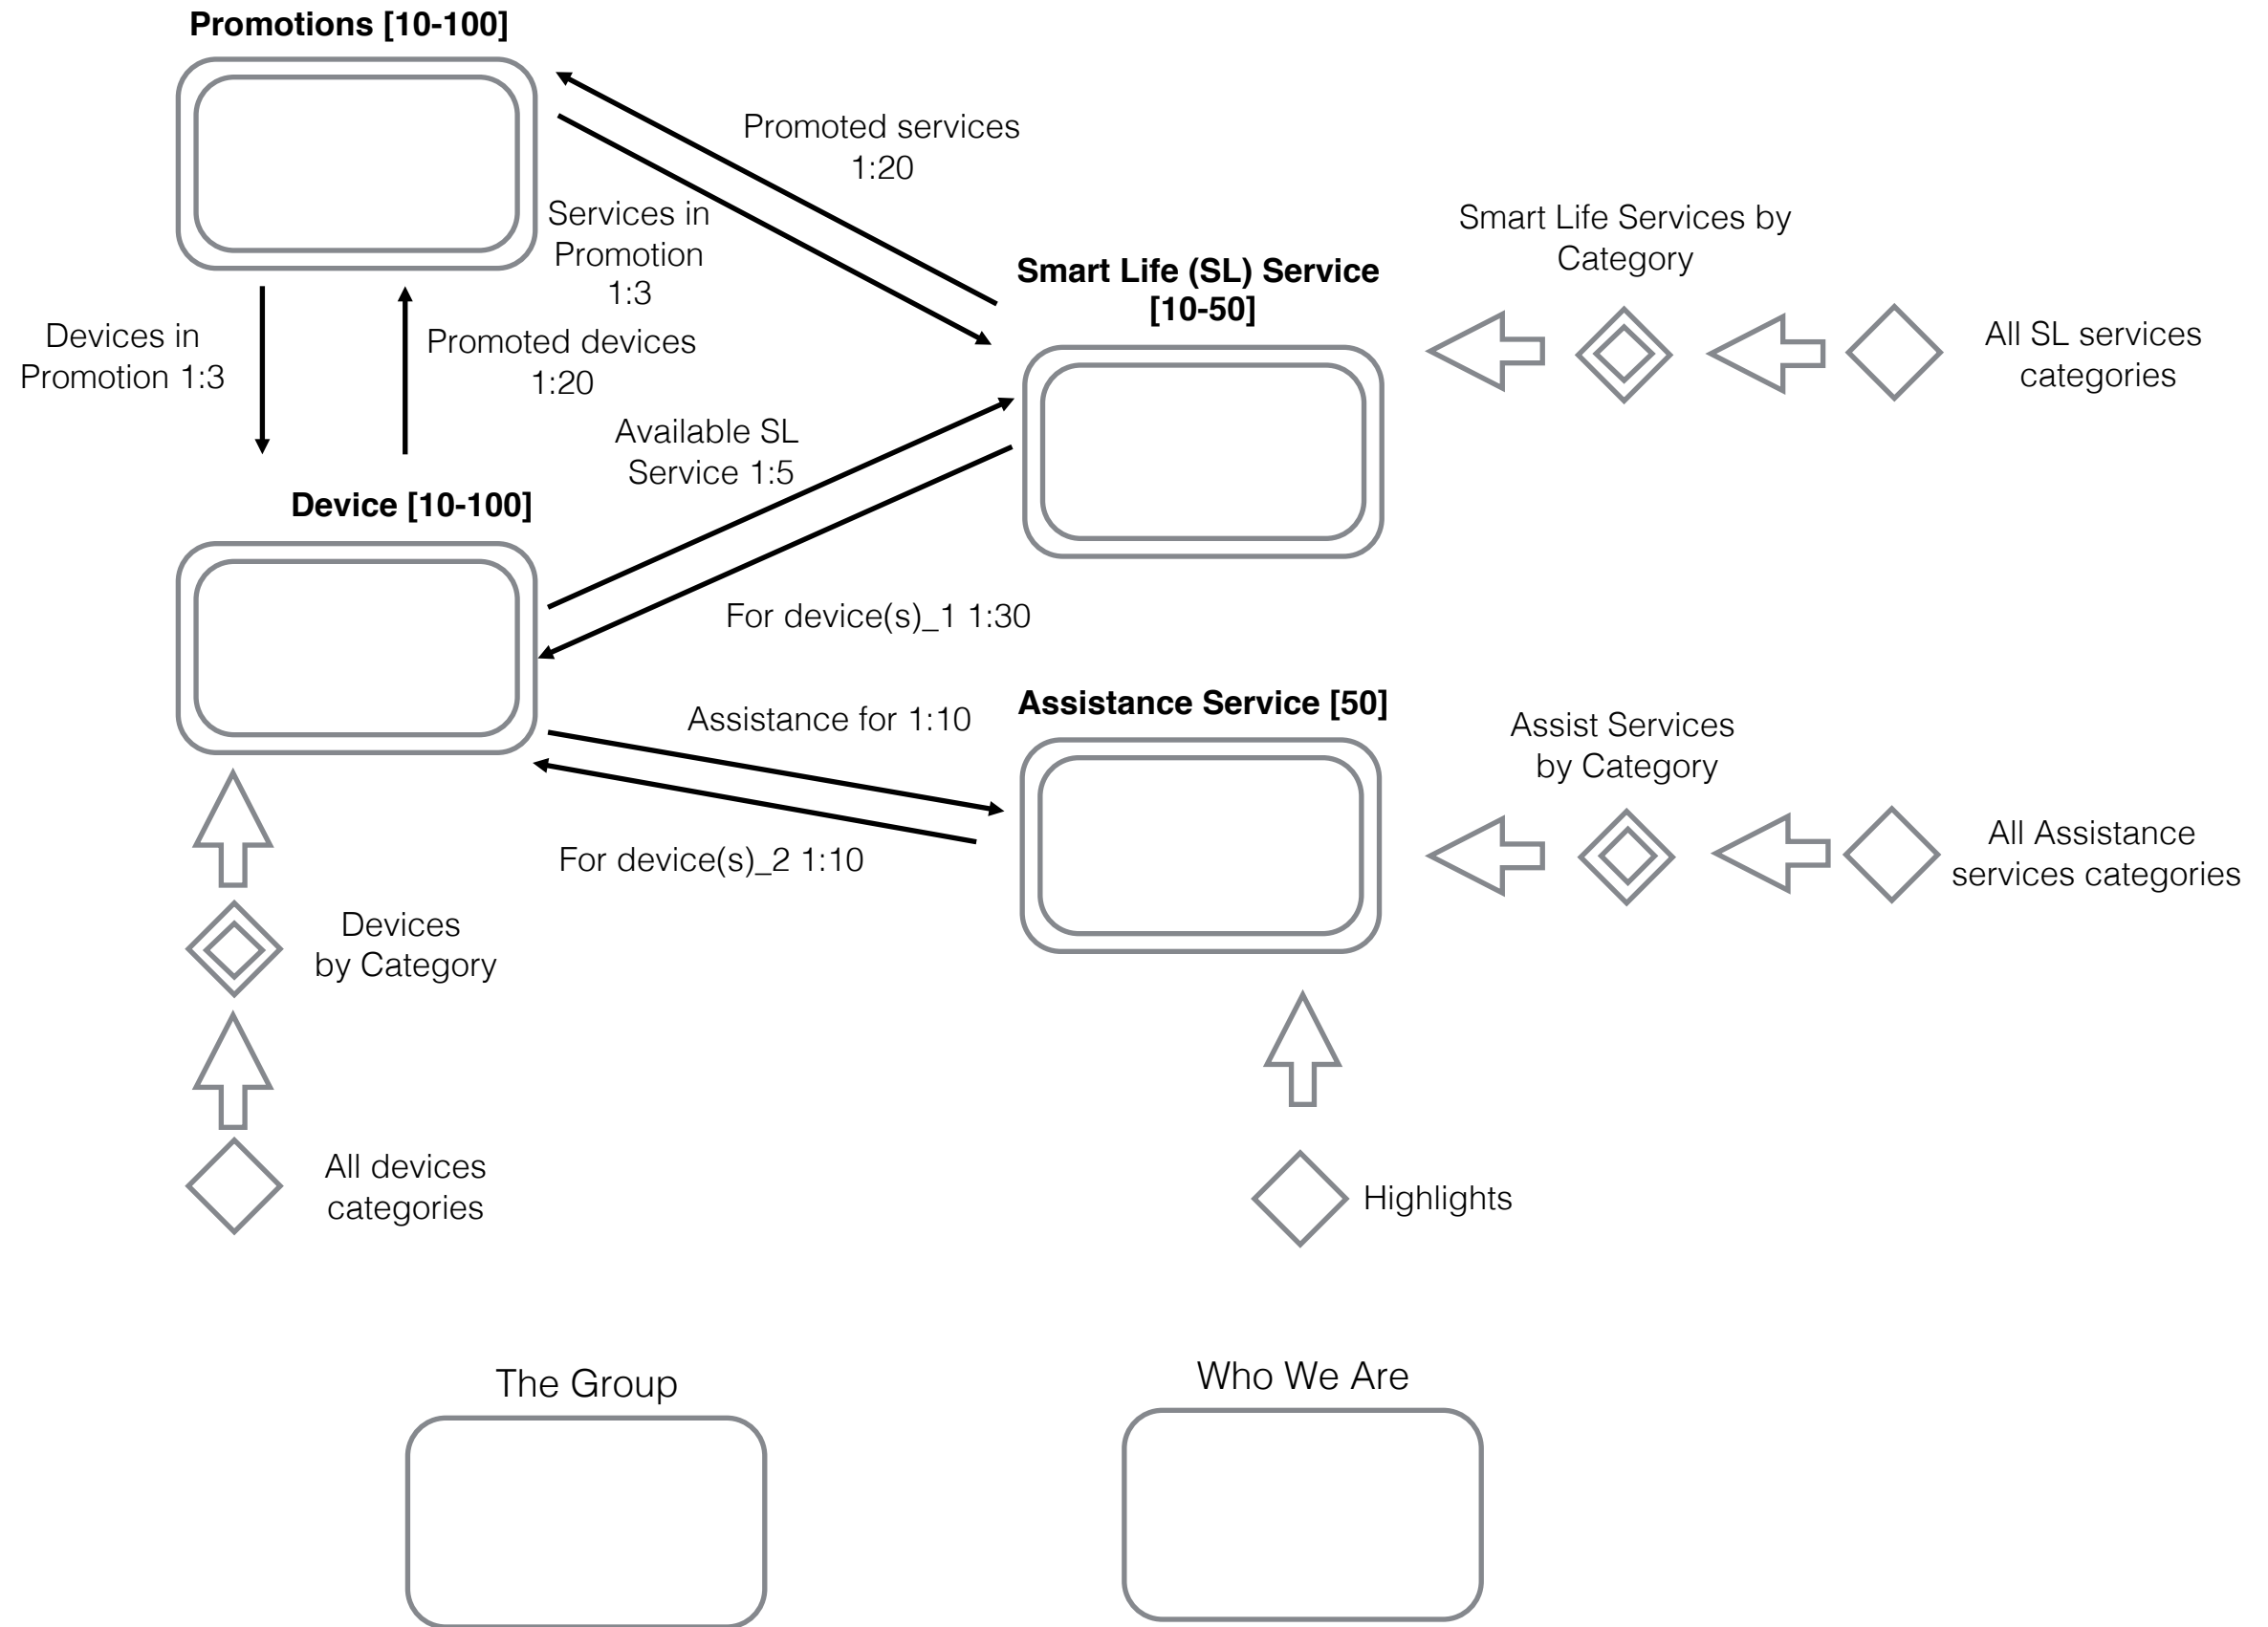 Promotions [10-100]
Promoted services
1:20
Services in
Promotion
1:3
Smart Life Services by
Category
Smart Life (SL) Service
[10-50]
All SL services
categories
Devices in
Promotion 1:3
Promoted devices
1:20
Available SL
Service 1:5
Device [10-100]
For device(s)_1 1:30
Assistance for 1:10
Assistance Service [50]
Assist Services
by Category
For device(s)_2 1:10
All Assistance
services categories
Devices
by Category
All devices
categories
Highlights
The Group
Who We Are